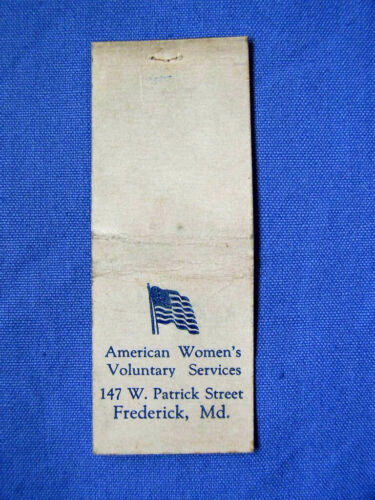 American Women's
Voluntary Services
147 W. Patrick Street
Frederick, Md.